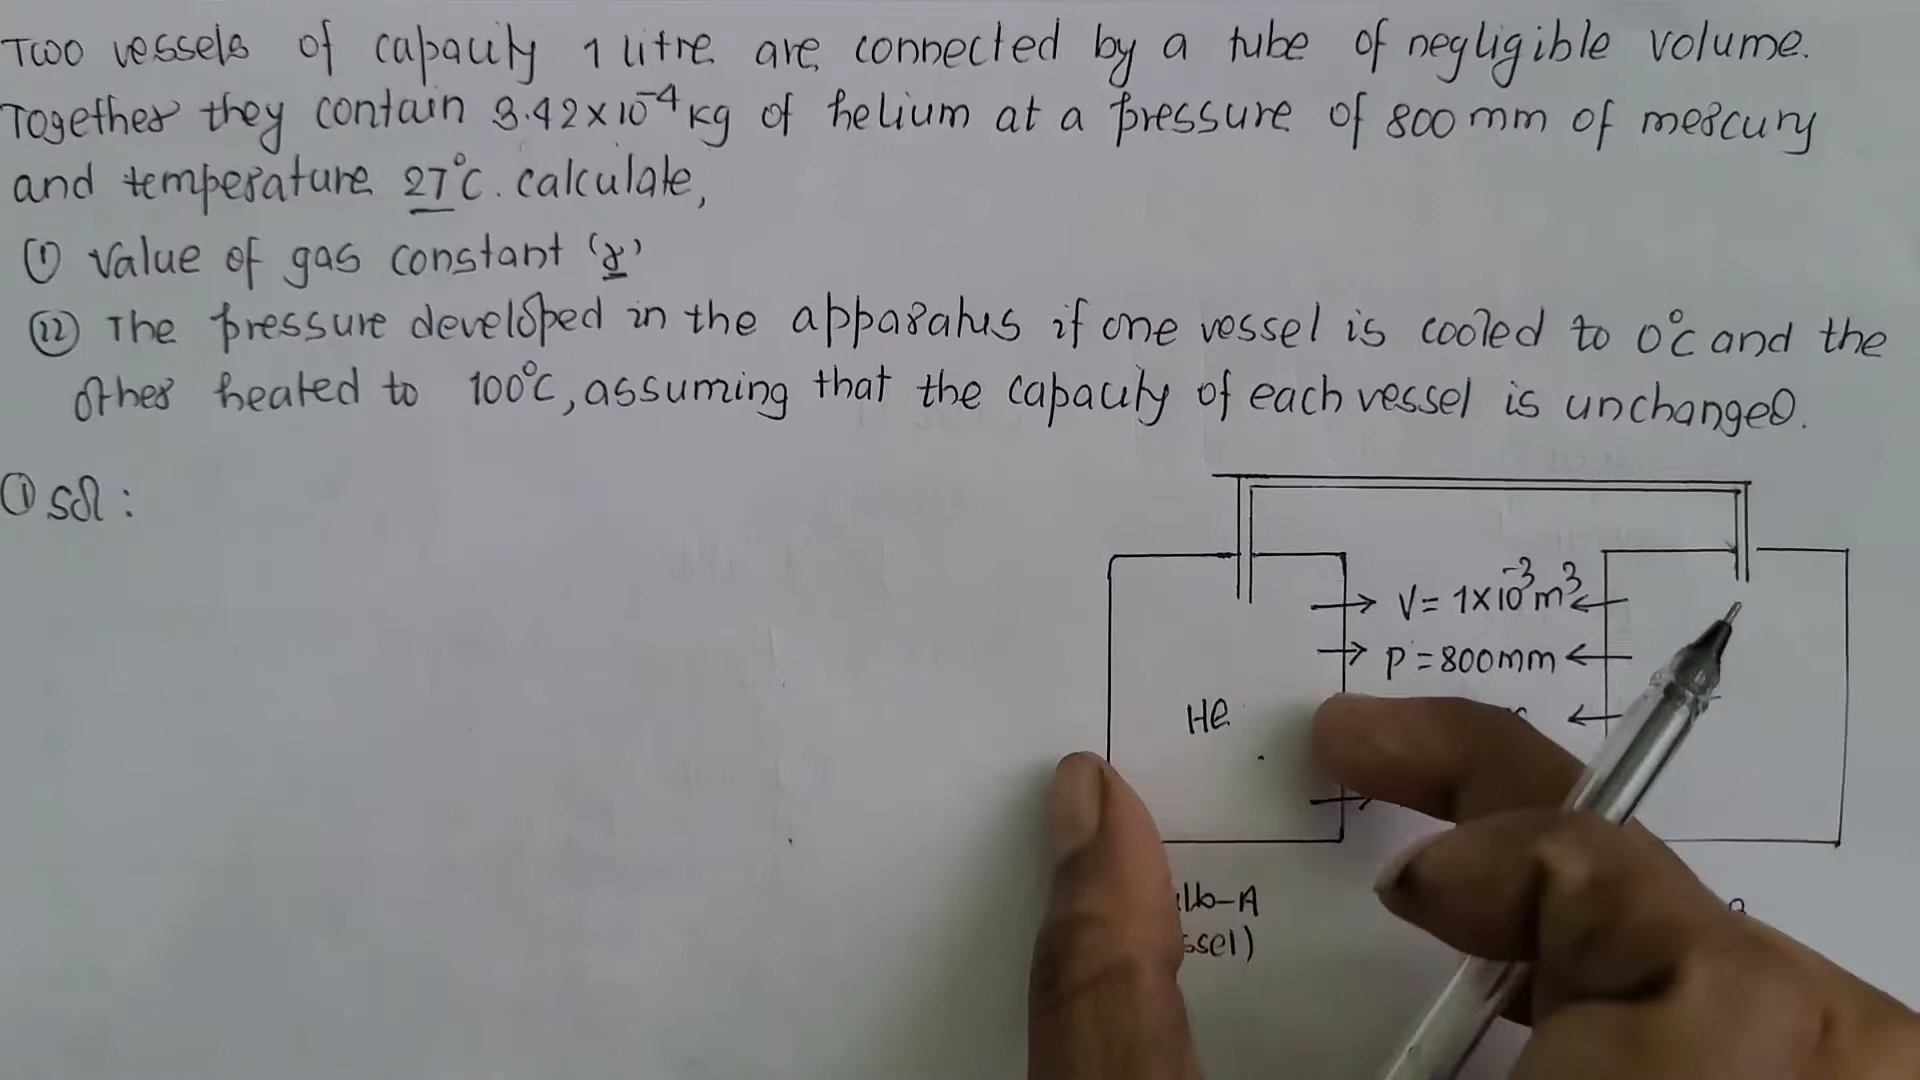 Two vessels of capacity 1 litre are connected by a tube of negligible volume.
Together they contain 3.42×10⁻⁴ kg of helium at a pressure of 800 mm of mercury
and temperature 27°C. calculate,
(i) Value of gas constant ‘r’
(ii) The pressure developed in the apparatus if one vessel is cooled to 0°C and the
other heated to 100°C, assuming that the capacity of each vessel is unchanged.
(i) Sol :
V = 1×10⁻³m³
P = 800mm
He
-A